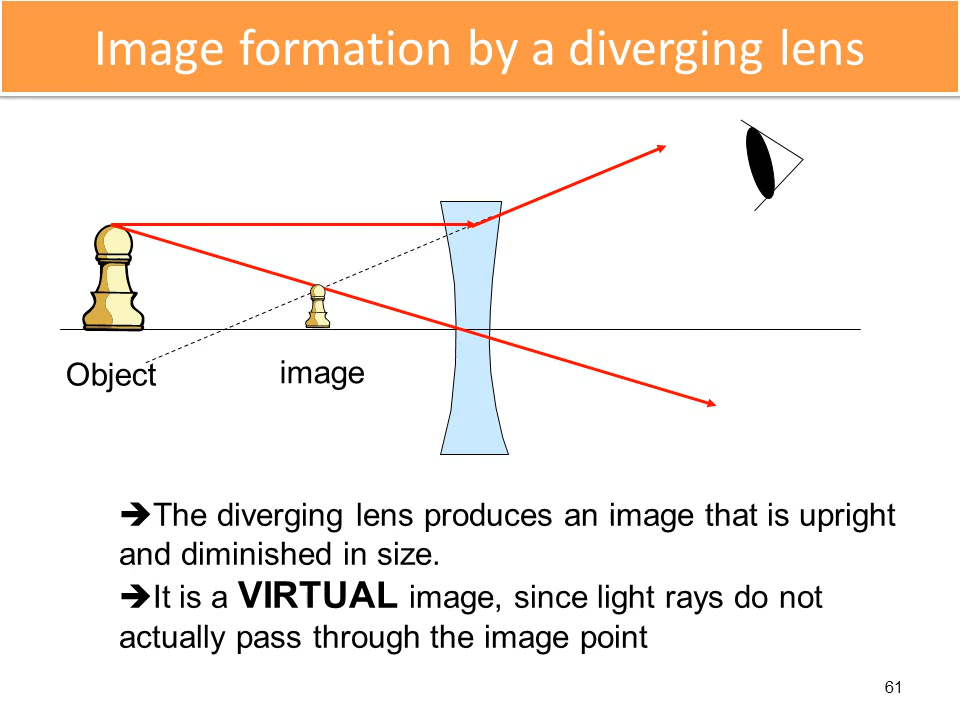 Image formation by a diverging lens
Object
image
🡺The diverging lens produces an image that is upright
and diminished in size.
🡺It is a VIRTUAL image, since light rays do not
actually pass through the image point
61